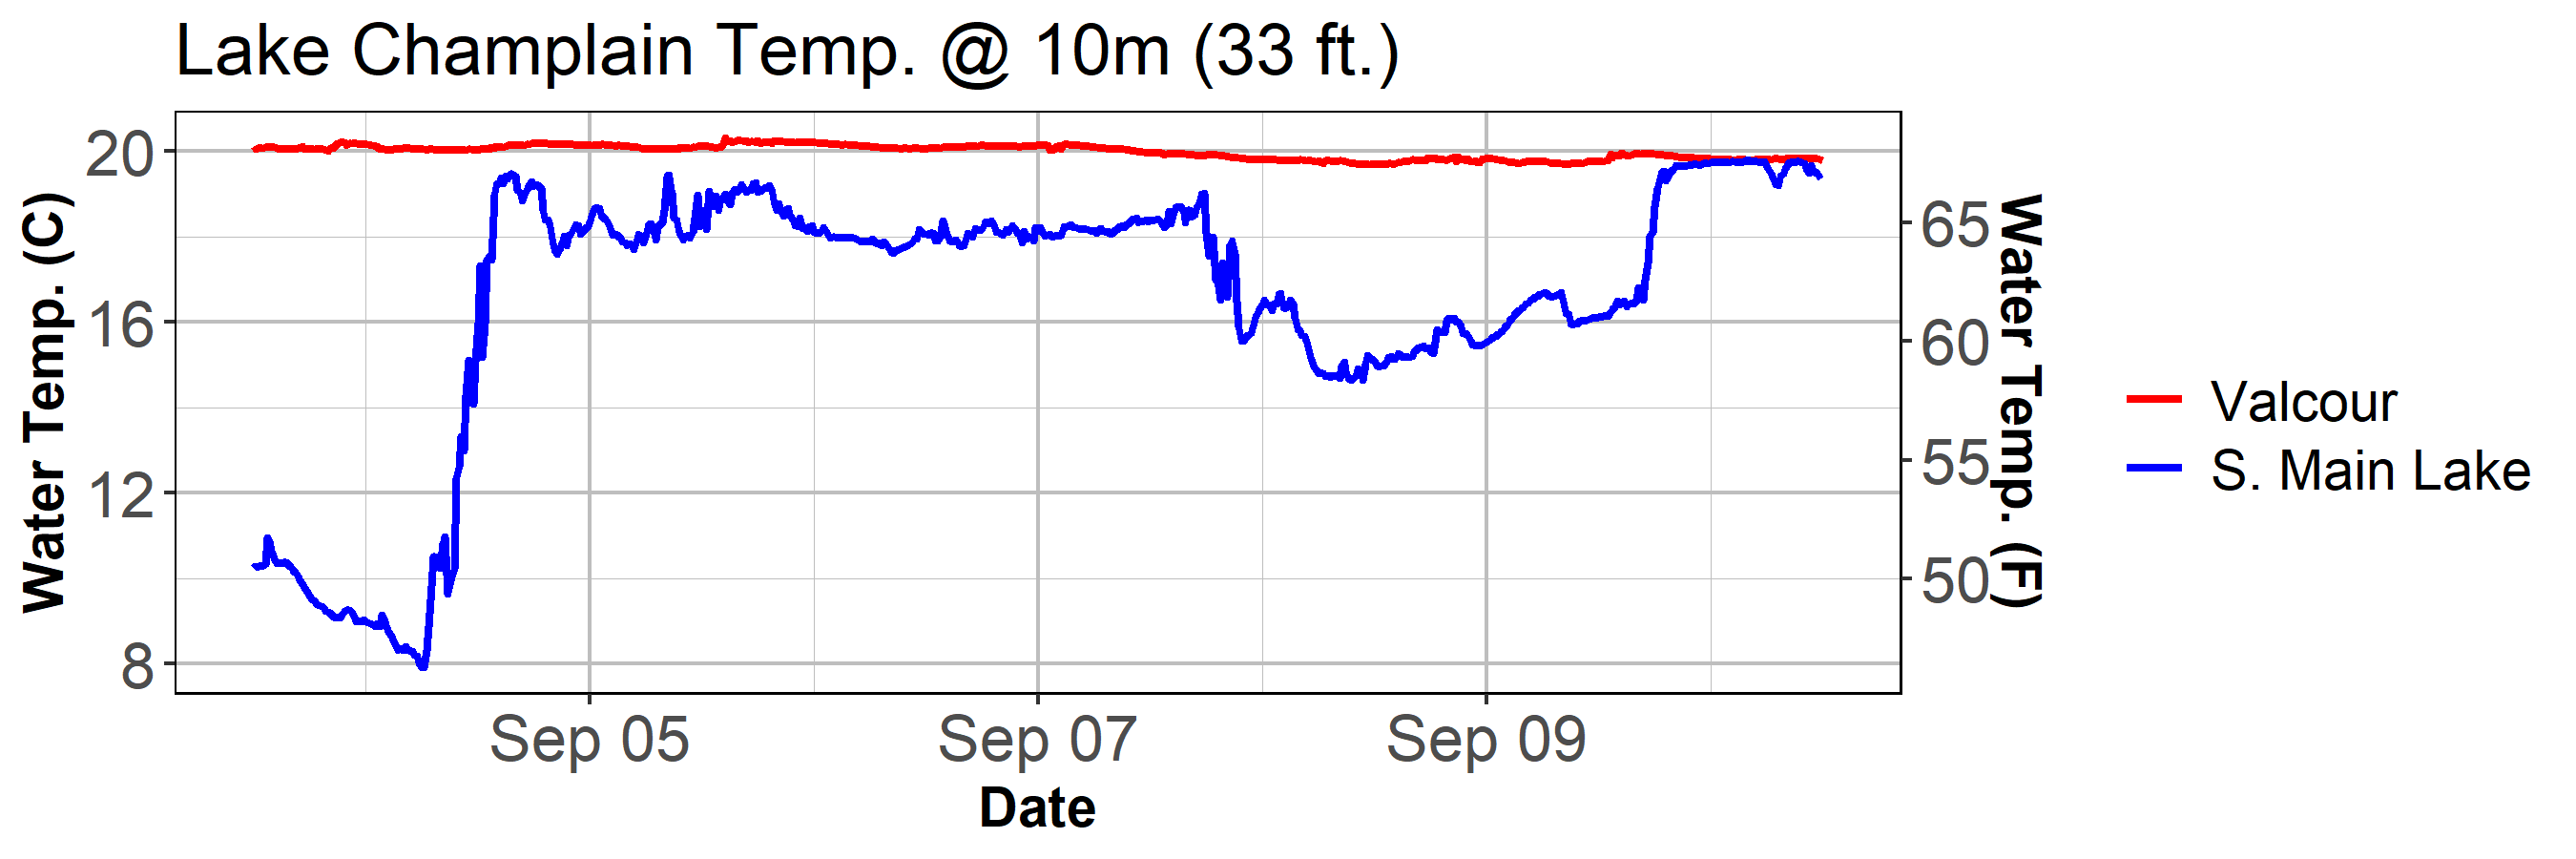 Lake Champlain Temp. @ 10m (33 ft.)
Water Temp. (C)
20
16
12
8
65
60
55
50
Water Temp. (F)
Sep 05
Sep 07
Sep 09
Date
Valcour
S. Main Lake